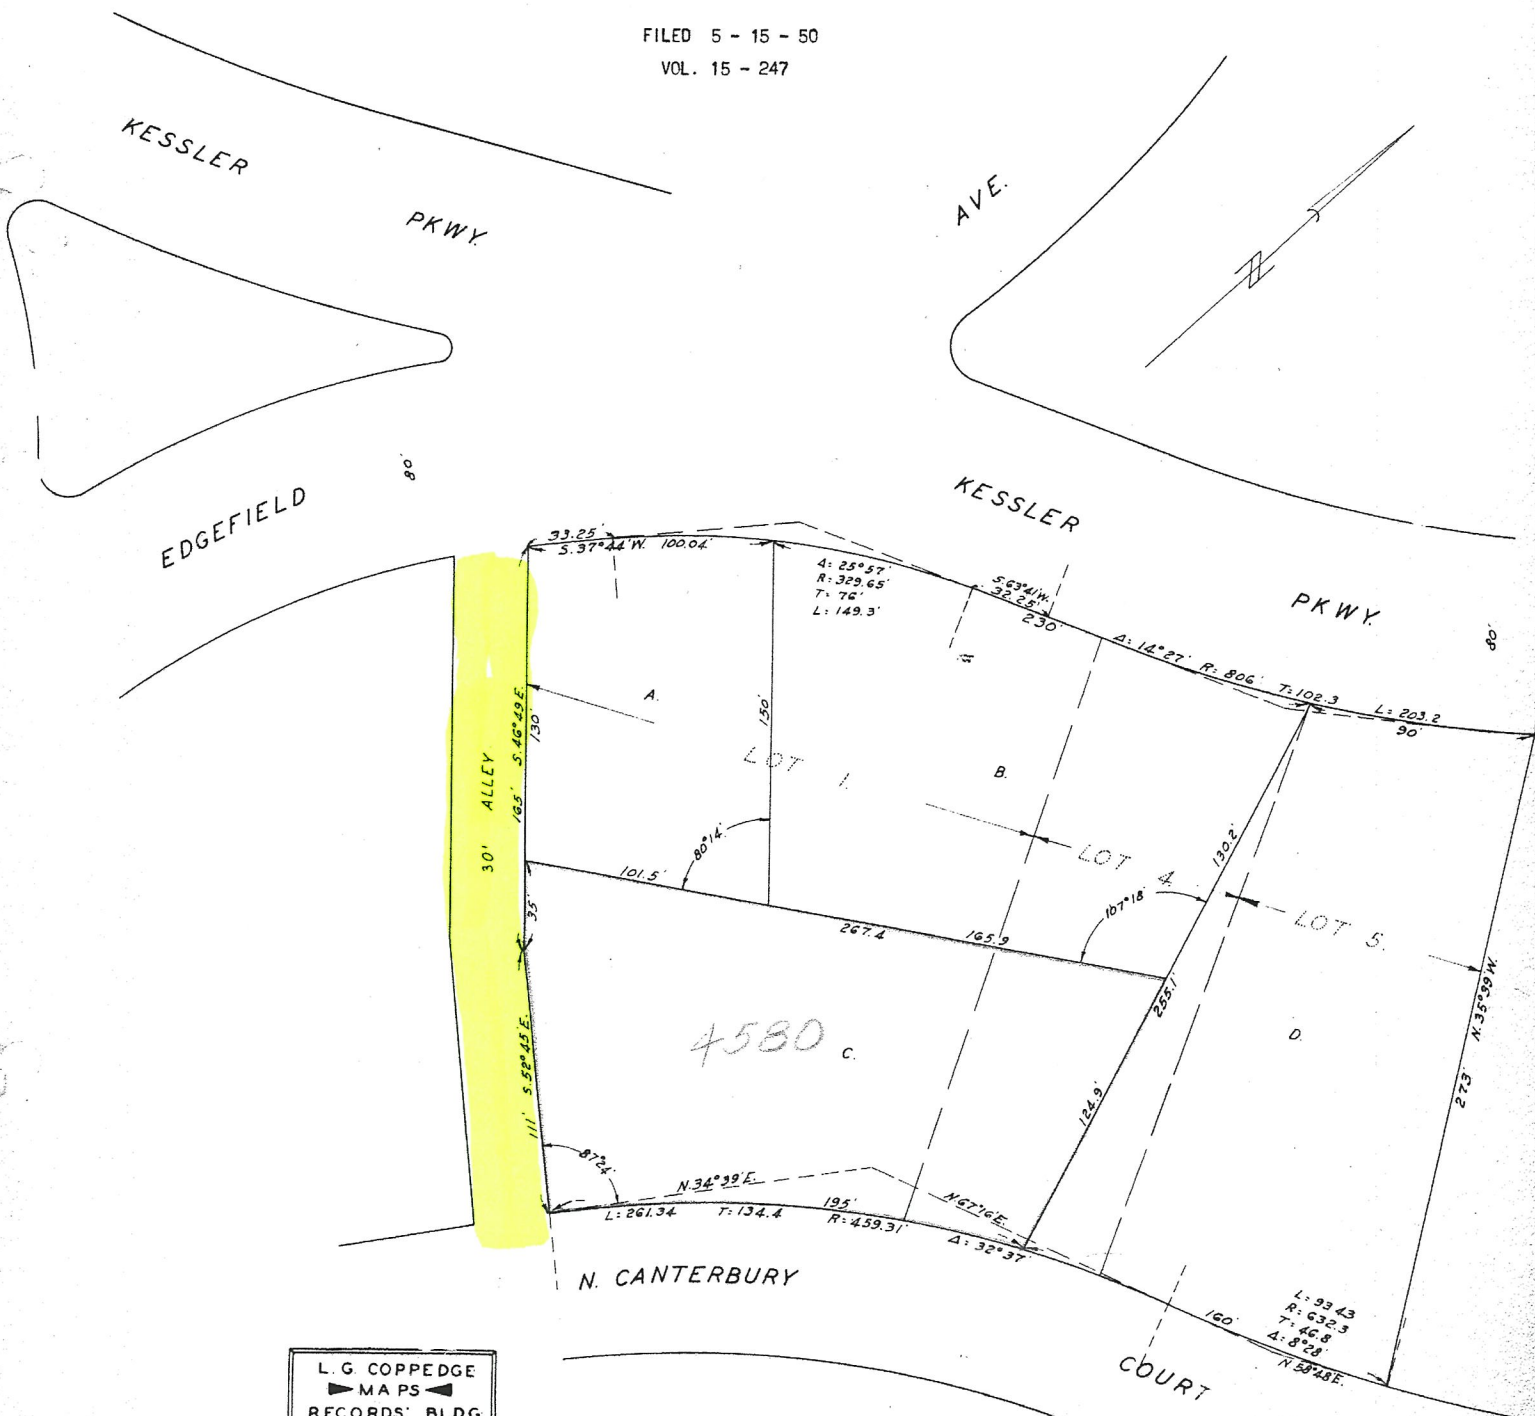 FILED 5 - 15 - 50
VOL. 15 - 247
KESSLER
PKWY.
AVE.
N
EDGEFIELD
80'
KESSLER
PKWY.
80'
33.25'
S.37°44'W. 100.04'
Δ: 25°57'
R: 329.65'
T: 76'
L: 149.3'
S.63°41'W.
32.25'
230'
Δ: 14°27' R: 806' T: 102.3 L: 203.2
90'
A.
150'
LOT 1.
B.
30' ALLEY
165' S.46°49'E.
130'
80°14'
101.5'
35'
267.4
165.9
LOT 4.
107°18'
130.2'
LOT 5.
255.1'
N.35°39'W.
273'
4580
C.
D.
111' S.52°45'E.
124.9'
87°24'
N.34°39'E.
N.67°16'E.
L: 261.34 T: 134.4 195' R: 459.31' Δ: 32°37'
N. CANTERBURY
COURT
160'
L: 93.43
R: 632.3
T: 46.8
Δ: 8°28'
N 58°48'E.
L. G. COPPEDGE
MAPS
RECORDS' BLDG.